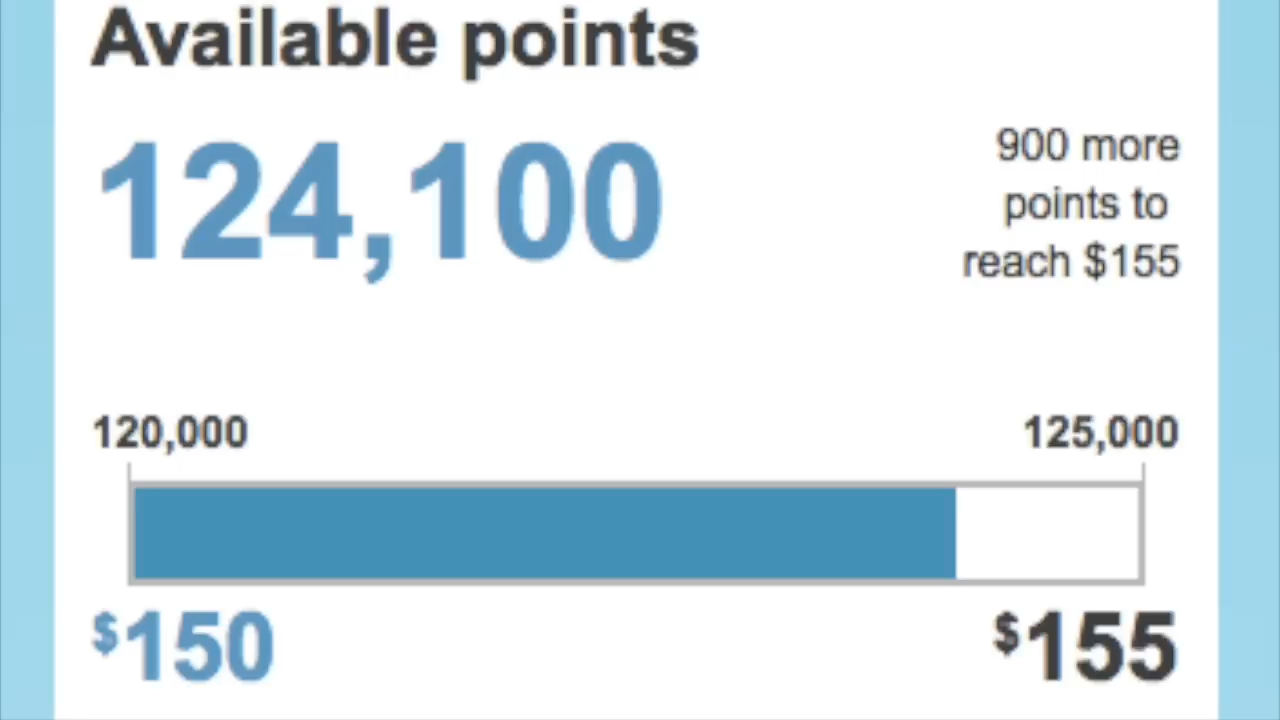 Available points
124,100
900 more
points to
reach $155
120,000
125,000
$150
$155